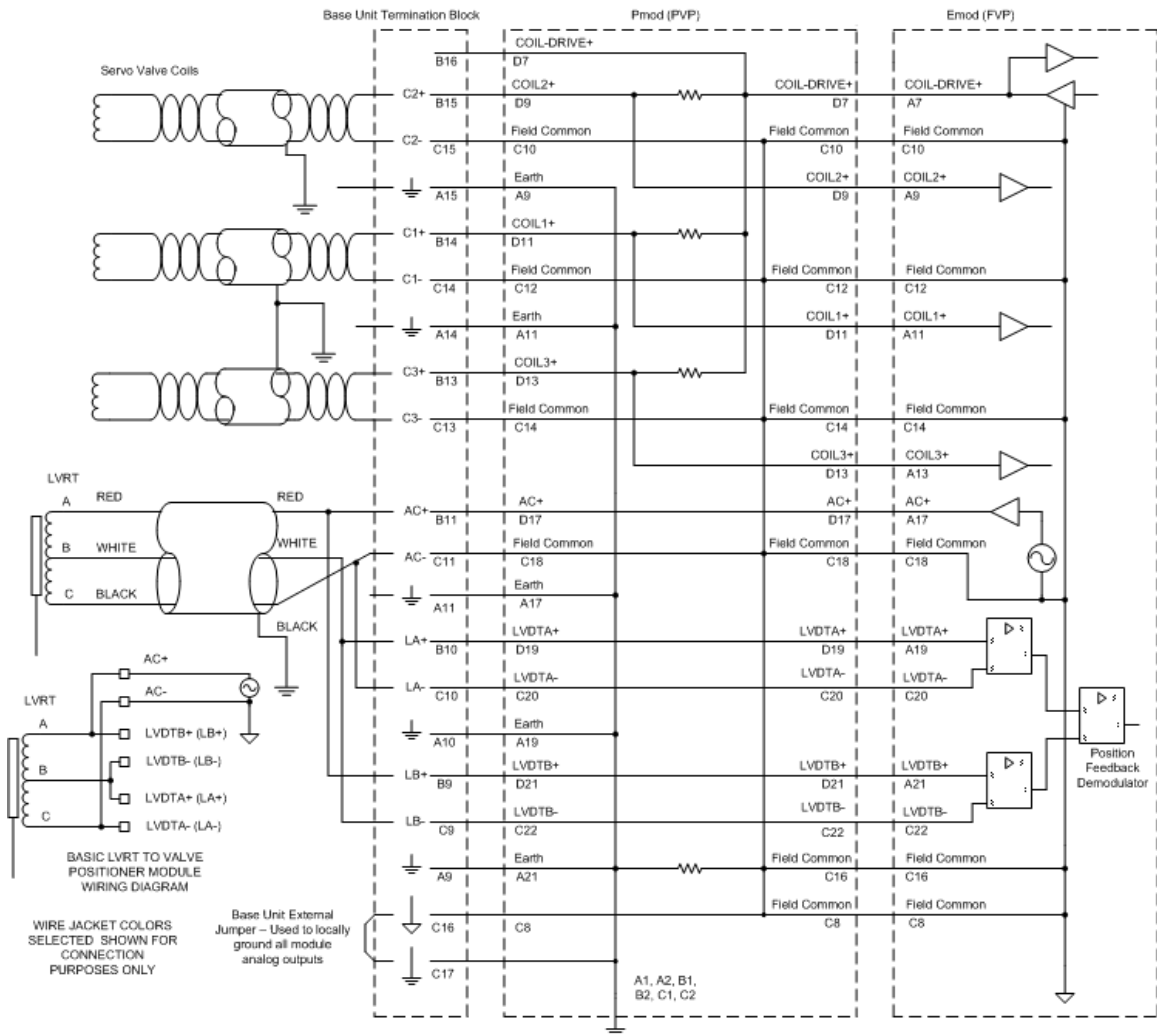 Base Unit Termination Block
Pmod (PVP)
Emod (FVP)
Servo Valve Coils
B16
COIL-DRIVE+
D7
C2+
B15
COIL2+
D9
COIL-DRIVE+
D7
COIL-DRIVE+
A7
C2-
C15
Field Common
C10
Field Common
C10
Field Common
C10
A15
Earth
A9
COIL2+
D9
COIL2+
A9
C1+
B14
COIL1+
D11
C1-
C14
Field Common
C12
Field Common
C12
Field Common
C12
A14
Earth
A11
COIL1+
D11
COIL1+
A11
C3+
B13
COIL3+
D13
C3-
C13
Field Common
C14
Field Common
C14
Field Common
C14
COIL3+
D13
COIL3+
A13
LVRT
A
RED
RED
AC+
B11
AC+
D17
AC+
D17
AC+
A17
B
WHITE
WHITE
AC-
C11
Field Common
C18
Field Common
C18
Field Common
C18
C
BLACK
BLACK
A11
Earth
A17
LA+
B10
LVDTA+
D19
LVDTA+
D19
LVDTA+
A19
LA-
C10
LVDTA-
C20
LVDTA-
C20
LVDTA-
C20
A10
Earth
A19
LB+
B9
LVDTB+
D21
LVDTB+
D21
LVDTB+
A21
LB-
C9
LVDTB-
C22
LVDTB-
C22
LVDTB-
C22
Position
Feedback
Demodulator
A9
Earth
A21
Field Common
C16
Field Common
C16
C16
C8
Field Common
C8
Field Common
C8
C17
A1, A2, B1,
B2, C1, C2
Base Unit External
Jumper – Used to locally
ground all module
analog outputs
LVRT
A
B
C
AC+
AC-
LVDTB+ (LB+)
LVDTB- (LB-)
LVDTA+ (LA+)
LVDTA- (LA-)
BASIC LVRT TO VALVE
POSITIONER MODULE
WIRING DIAGRAM
WIRE JACKET COLORS
SELECTED SHOWN FOR
CONNECTION
PURPOSES ONLY